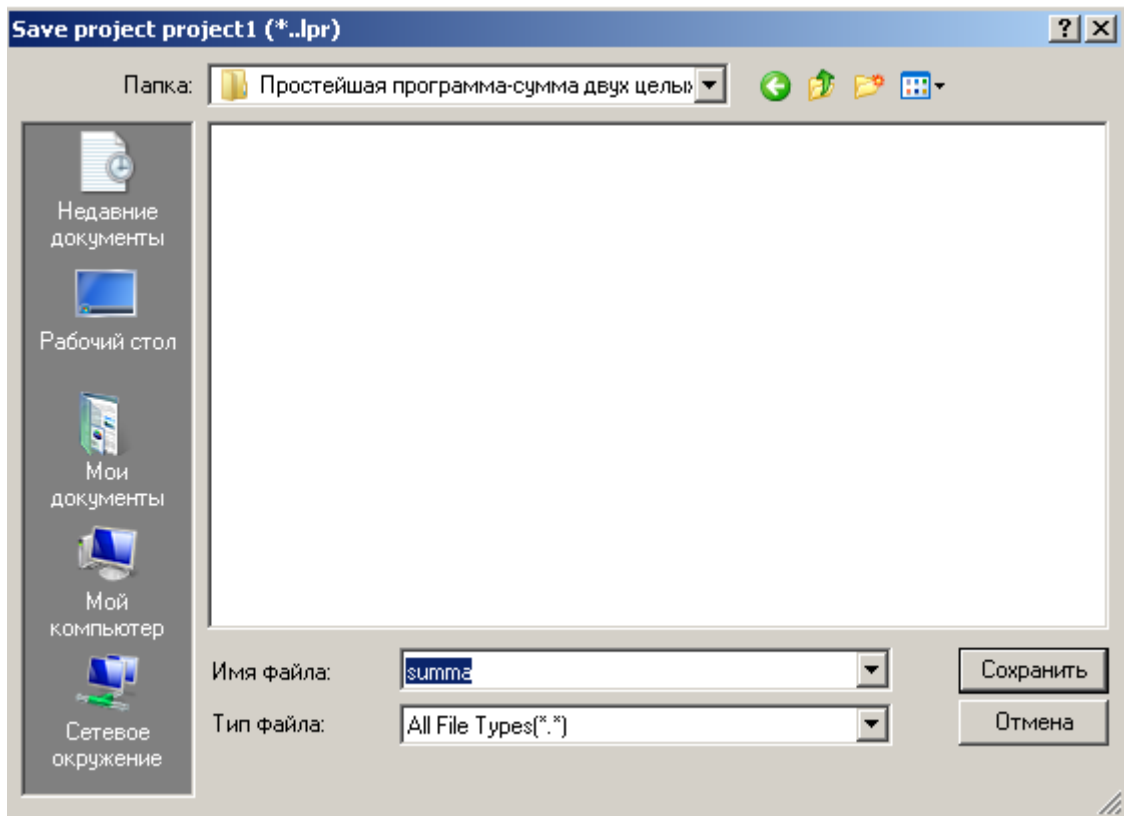 Save project project1 (*..lpr)
Папка:
Простейшая программа-сумма двух целых
Недавние
документы
Рабочий стол
Мои
документы
Мой
компьютер
Сетевое
окружение
Имя файла:
summa
Сохранить
Тип файла:
All File Types(*.*)
Отмена